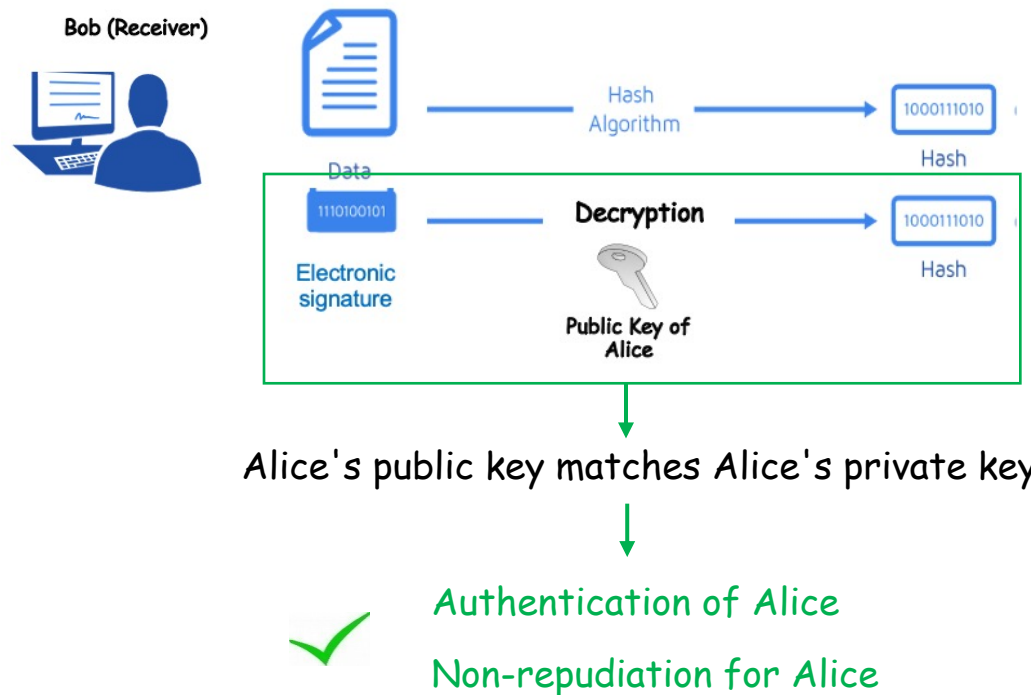 Bob (Receiver)
Data
Hash
Algorithm
1000111010
Hash
1110100101
Electronic
signature
Decryption
Public Key of
Alice
1000111010
Hash
Alice's public key matches Alice's private key
Authentication of Alice
Non-repudiation for Alice